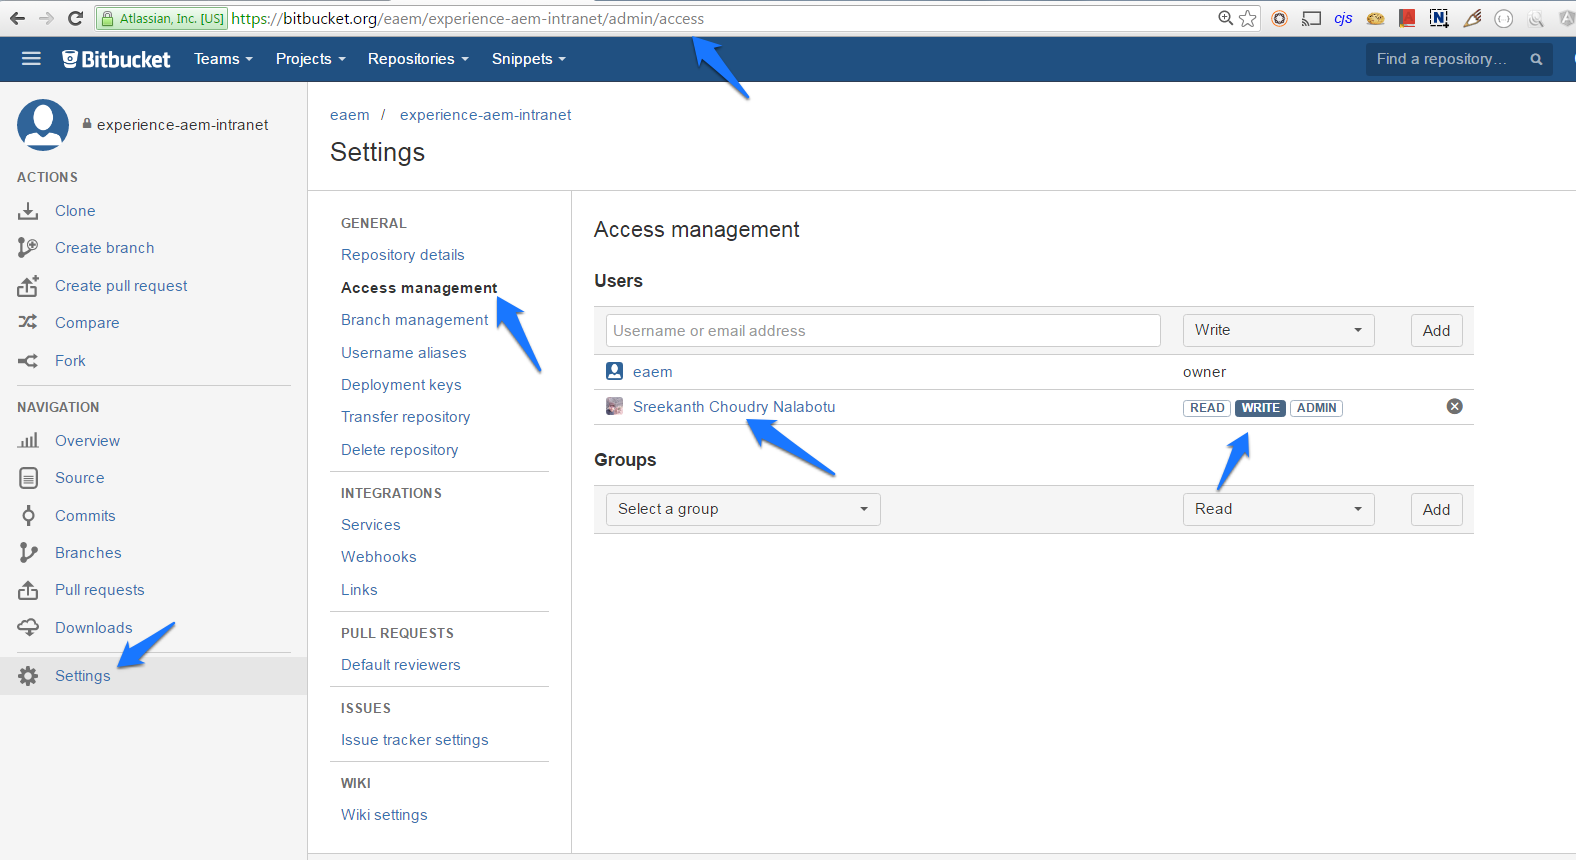 Atlassian, Inc. [US] https://bitbucket.org/eaem/experience-aem-intranet/admin/access
cjs
N
Bitbucket Teams Projects Repositories Snippets Find a repository...
experience-aem-intranet
ACTIONS
Clone
Create branch
Create pull request
Compare
Fork
NAVIGATION
Overview
Source
Commits
Branches
Pull requests
Downloads
Settings
eaem / experience-aem-intranet
Settings
GENERAL
Repository details
Access management
Branch management
Username aliases
Deployment keys
Transfer repository
Delete repository
INTEGRATIONS
Services
Webhooks
Links
PULL REQUESTS
Default reviewers
ISSUES
Issue tracker settings
WIKI
Wiki settings
Access management
Users
Username or email address Write Add
eaem owner
Sreekanth Choudry Nalabotu READ WRITE ADMIN
Groups
Select a group Read Add